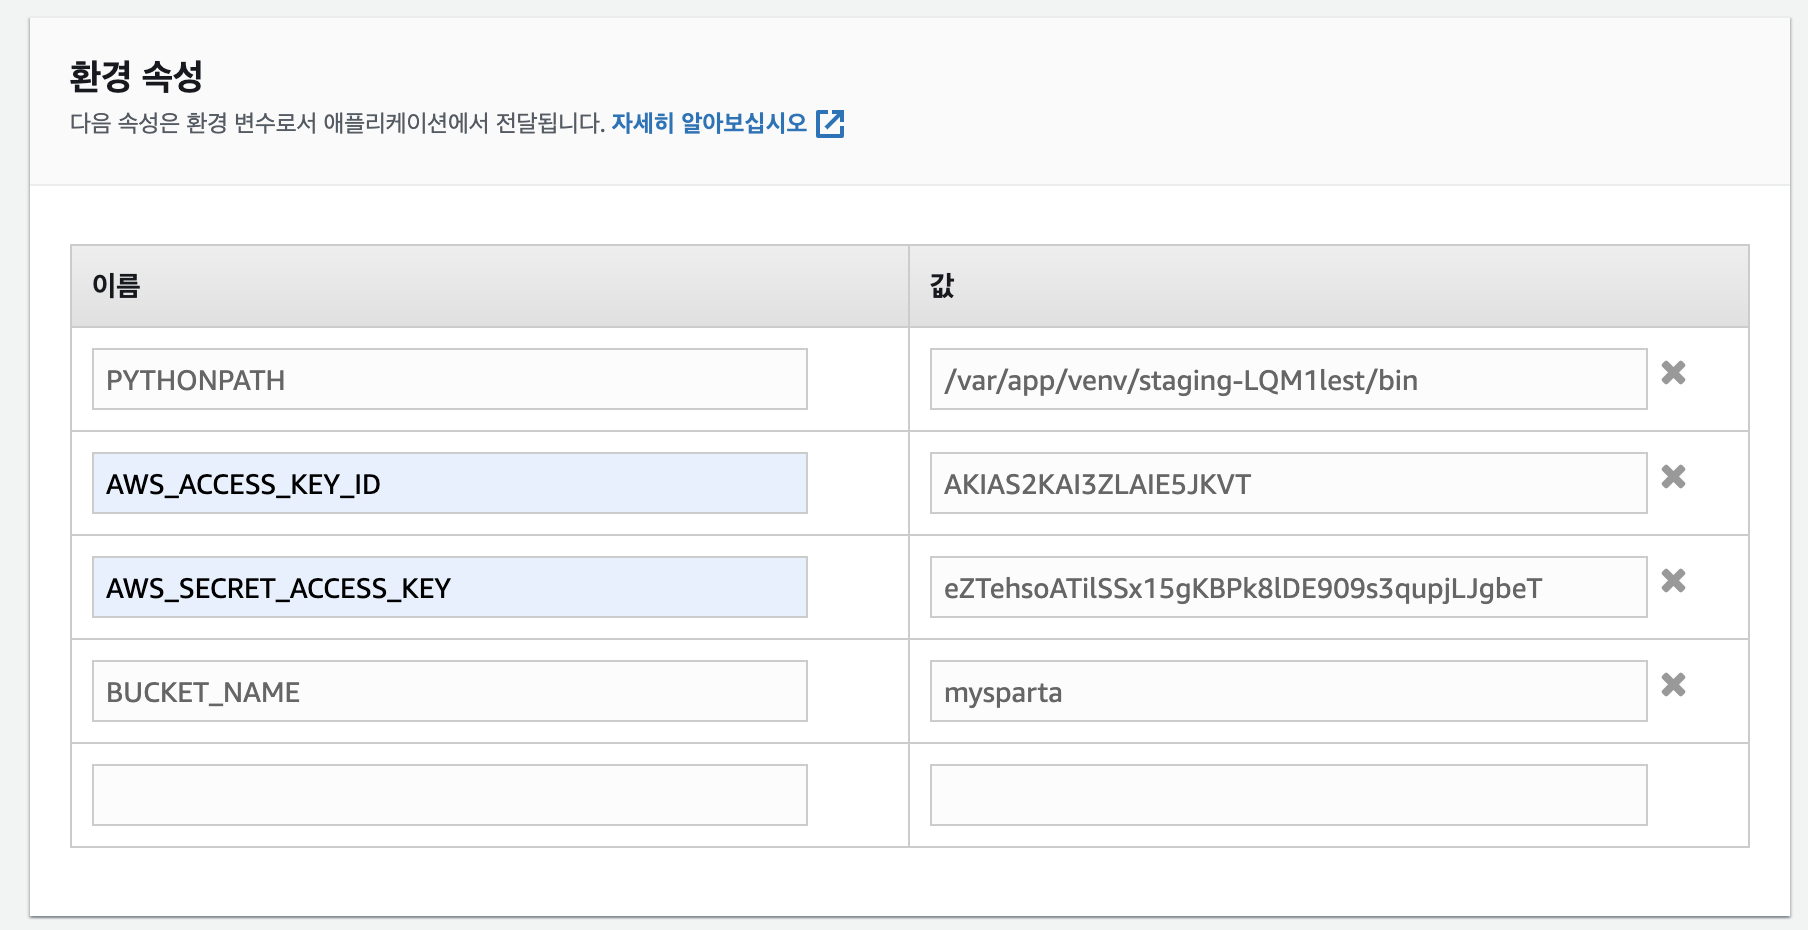 환경 속성
다음 속성은 환경 변수로서 애플리케이션에서 전달됩니다. 자세히 알아보십시오
이름 값
PYTHONPATH /var/app/venv/staging-LQM1lest/bin
AWS_ACCESS_KEY_ID AKIAS2KAI3ZLAIE5JKVT
AWS_SECRET_ACCESS_KEY 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
BUCKET_NAME mysparta